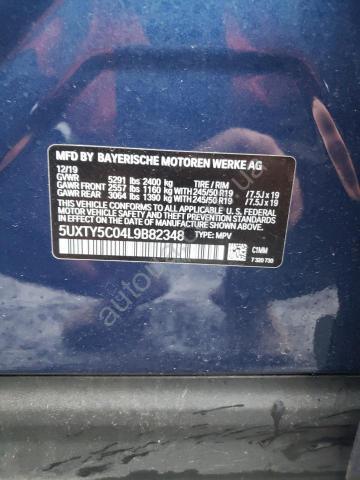 MFD BY BAYERISCHE MOTOREN WERKE AG
12/19
GVWR 5291 lbs 2400 kg TIRE / RIM
GAWR FRONT 2557 lbs 1160 kg WITH 245/50 R19 /7.5J x 19
GAWR REAR 3064 lbs 1390 kg WITH 245/50 R19 /7.5J x 19
THIS VEHICLE CONFORMS TO ALL APPLICABLE U.S. FEDERAL
MOTOR VEHICLE SAFETY, BUMPER, AND THEFT PREVENTION
STANDARDS IN EFFECT ON THE DATE OF MANUFACTURE
SHOWN ABOVE.
5UXTY5C04L9B82348 TYPE: MPV
C1MM
7 320 730